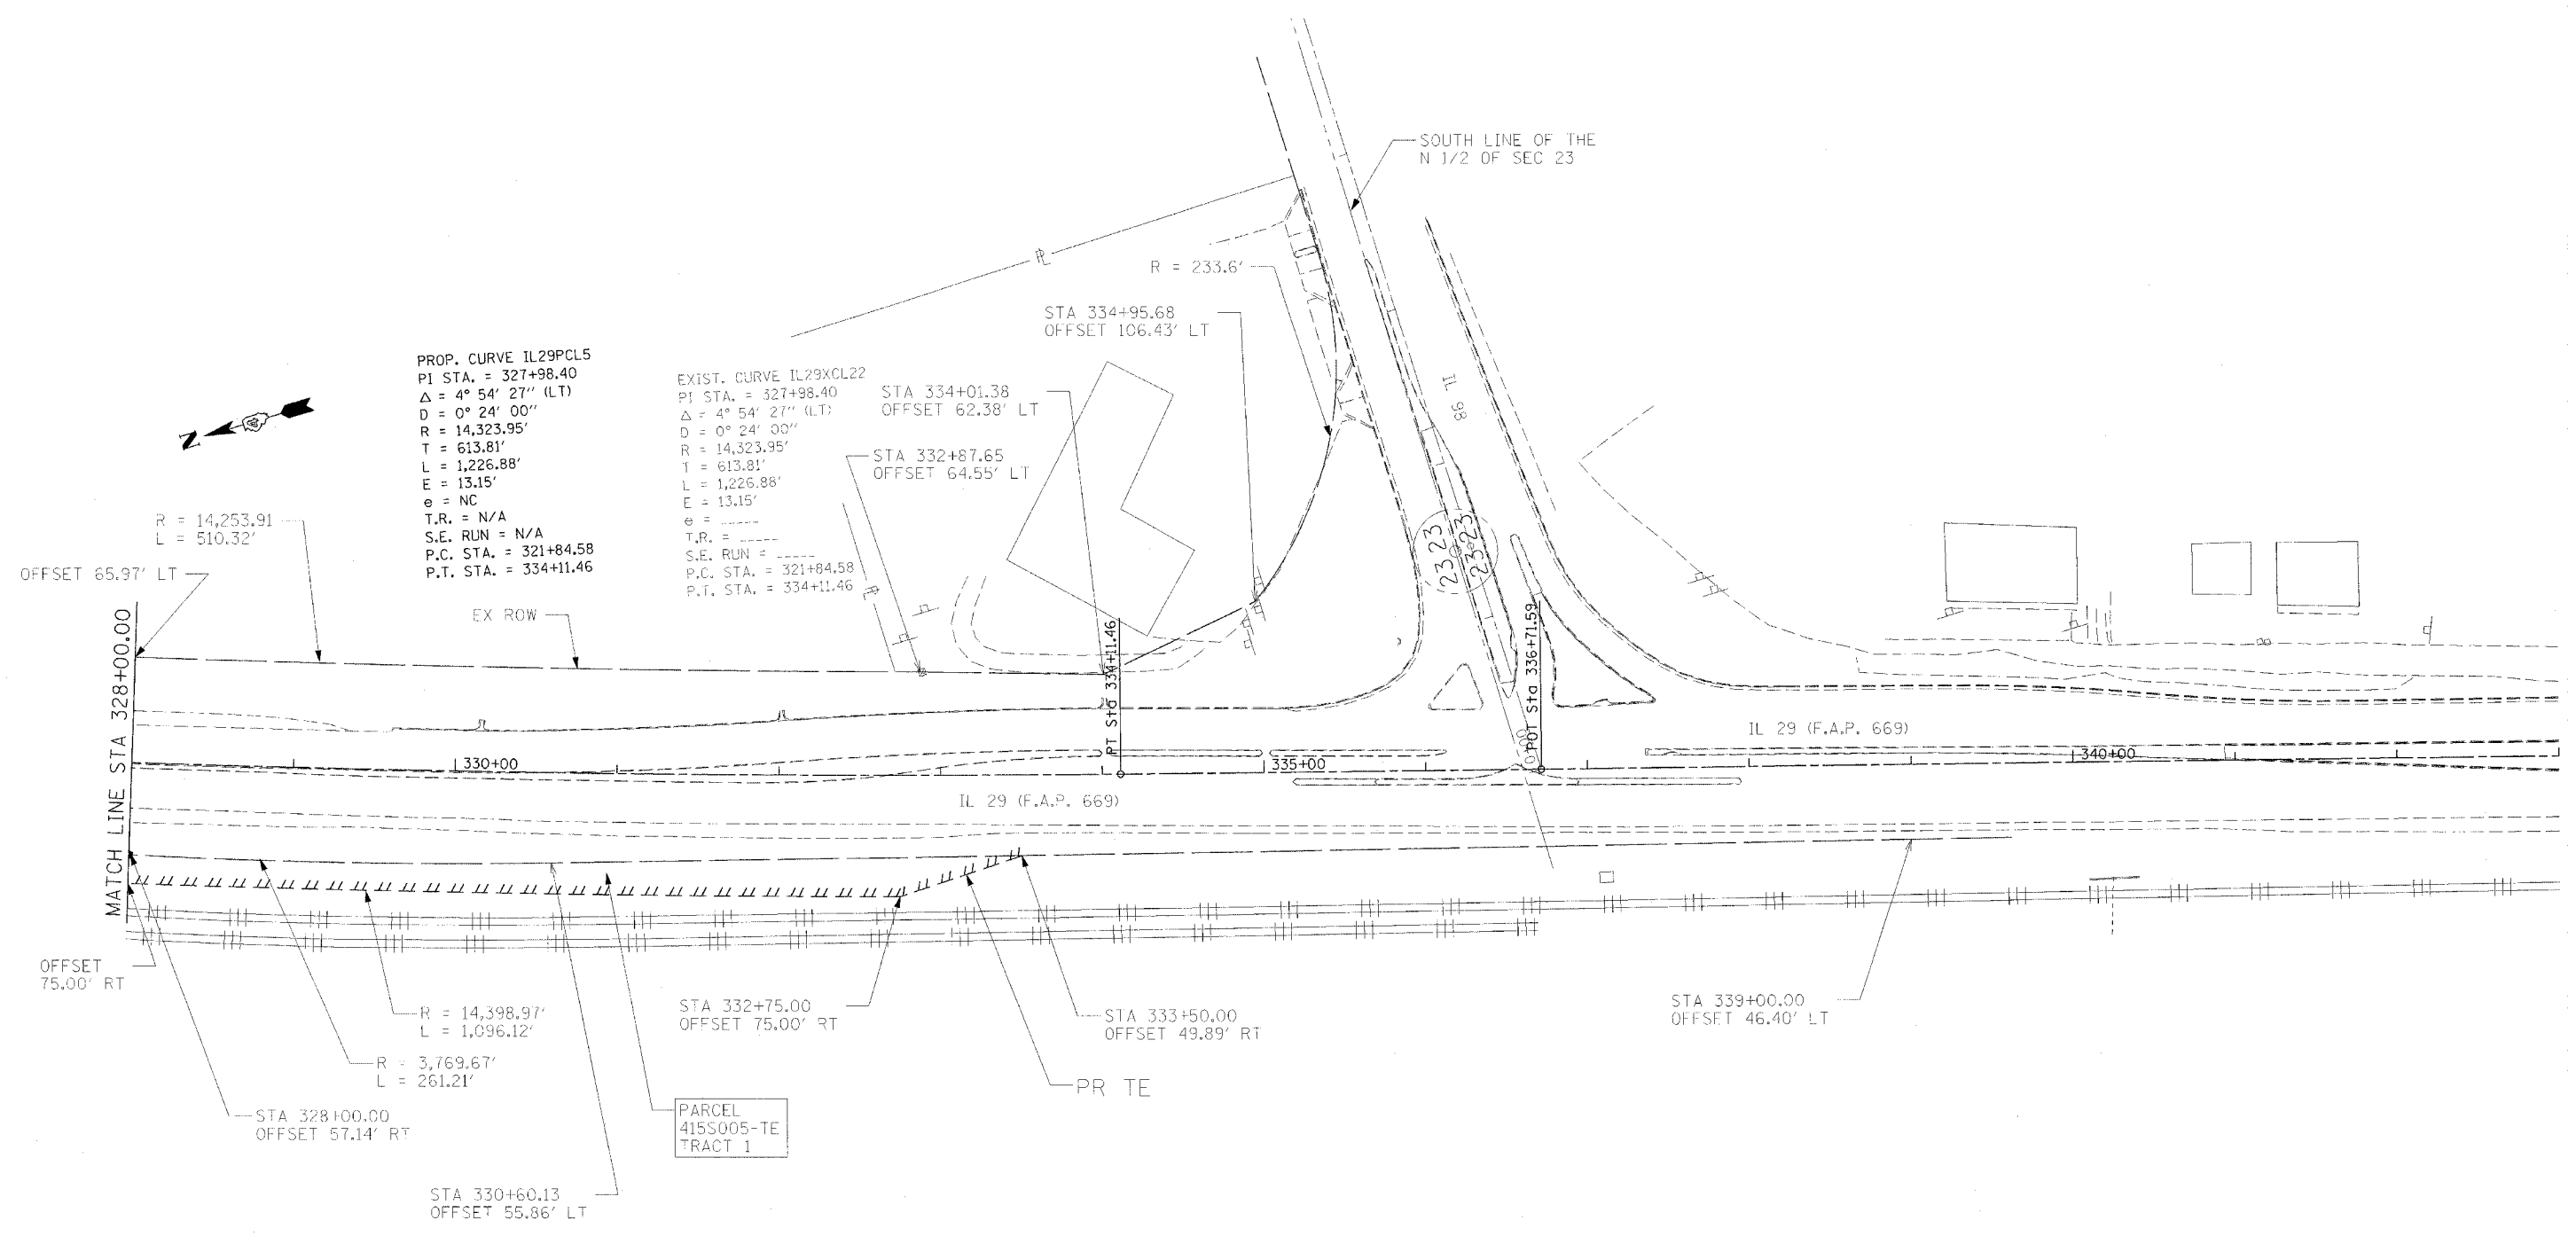 SOUTH LINE OF THE
N 1/2 OF SEC 23
R = 233.6'
STA 334+95.68
OFFSET 106.43' LT
PROP. CURVE IL29PCL5
PI STA. = 327+98.40
Δ = 4° 54' 27" (LT)
D = 0° 24' 00"
R = 14,323.95'
T = 613.81'
L = 1,226.88'
E = 13.15'
e = NC
T.R. = N/A
S.E. RUN = N/A
P.C. STA. = 321+84.58
P.T. STA. = 334+11.46
EXIST. CURVE IL29XCL22
PI STA. = 327+98.40
Δ = 4° 54' 27" (LT)
D = 0° 24' 00"
R = 14,323.95'
T = 613.81'
L = 1,226.88'
E = 13.15'
e = _____
T.R. = _____
S.E. RUN = _____
P.C. STA. = 321+84.58
P.T. STA. = 334+11.46
STA 334+01.38
OFFSET 62.38' LT
STA 332+87.65
OFFSET 64.55' LT
IL 98
N
R = 14,253.91
L = 510.32'
OFFSET 65.97' LT
EX ROW
23 23
23 23
MATCH LINE STA 328+00.00
PT Sta 334+11.46
POT Sta 336+71.59
330+00
335+00
340+00
IL 29 (F.A.P. 669)
IL 29 (F.A.P. 669)
OFFSET
75.00' RT
R = 14,398.97'
L = 1,096.12'
R = 3,769.67'
L = 261.21'
STA 328+00.00
OFFSET 57.14' RT
STA 332+75.00
OFFSET 75.00' RT
STA 333+50.00
OFFSET 49.89' RT
PR TE
STA 339+00.00
OFFSET 46.40' LT
PARCEL
415S005-TE
TRACT 1
STA 330+60.13
OFFSET 55.86' LT